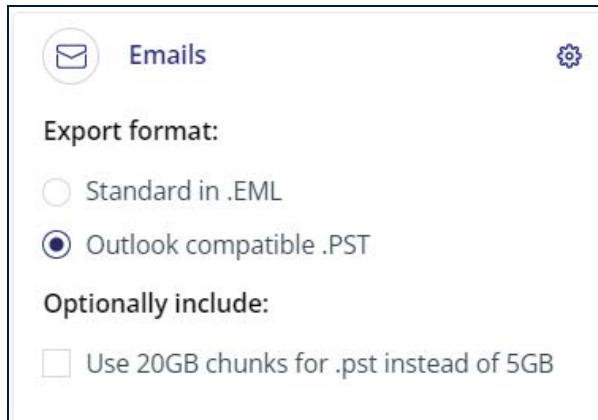 Emails
Export format:
Standard in .EML
Outlook compatible .PST
Optionally include:
Use 20GB chunks for .pst instead of 5GB